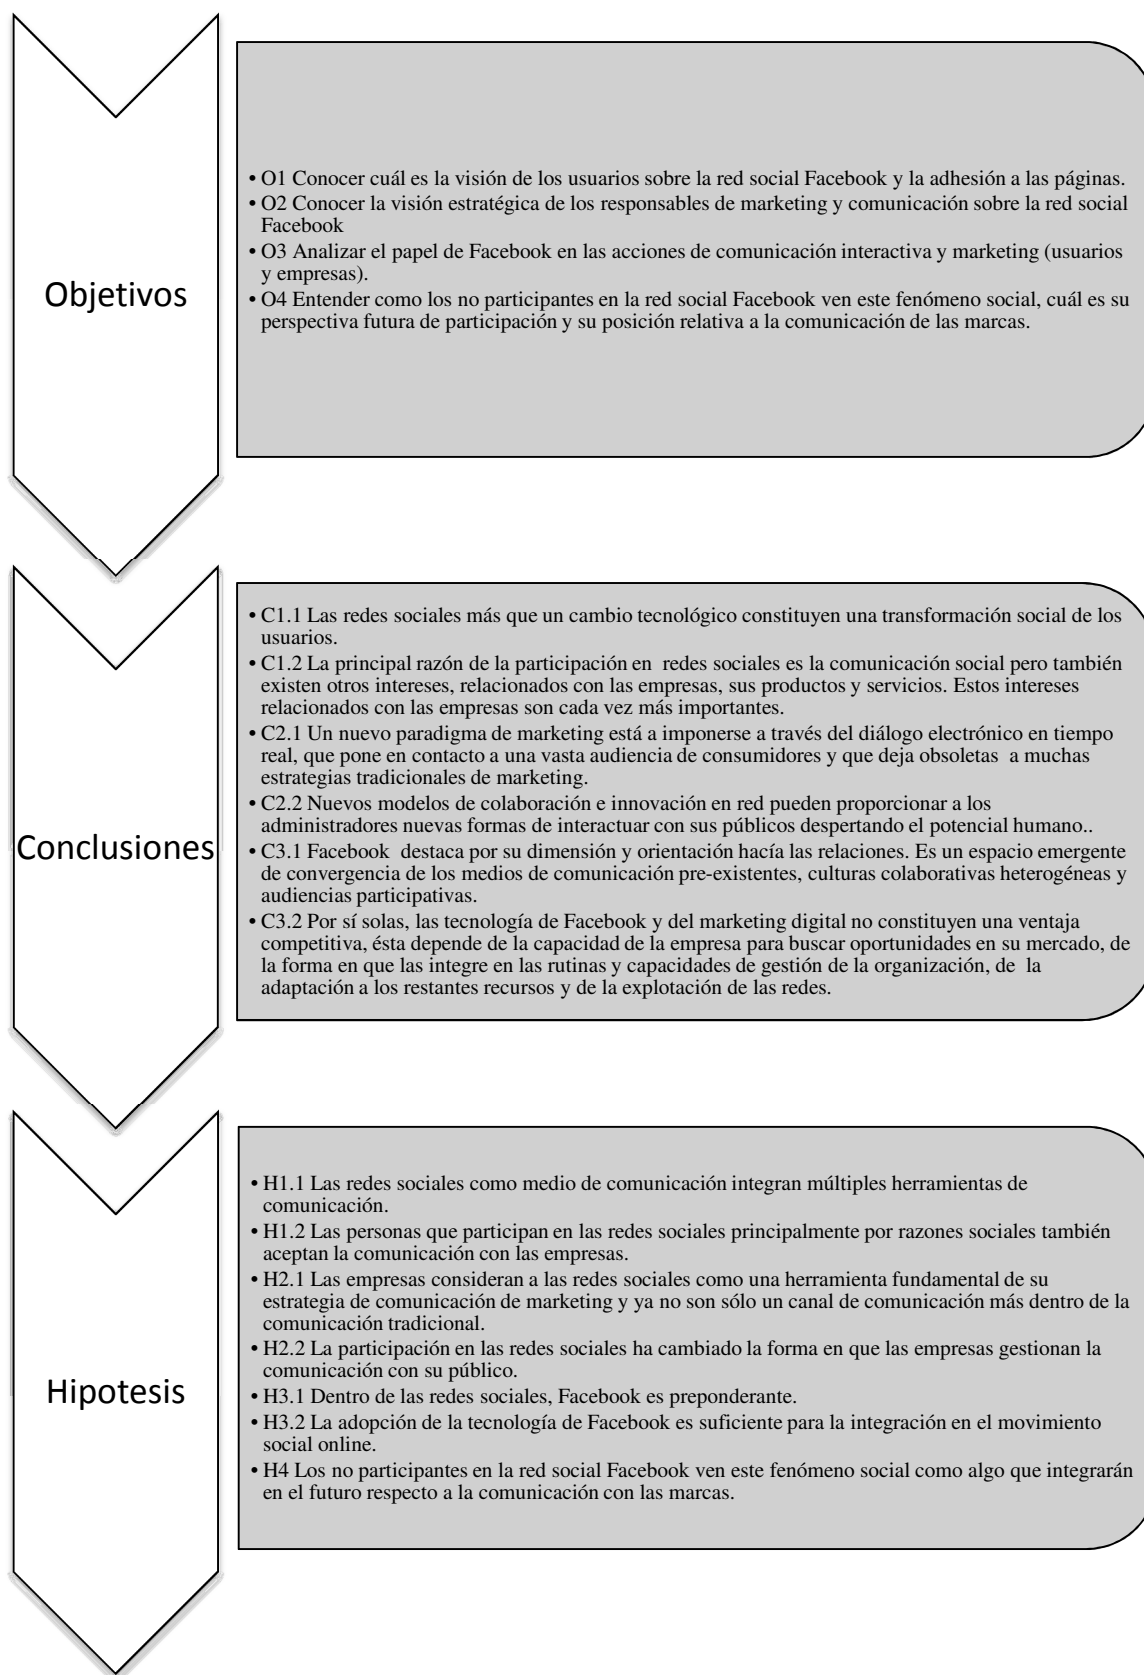 Objetivos
• O1 Conocer cuál es la visión de los usuarios sobre la red social Facebook y la adhesión a las páginas.
• O2 Conocer la visión estratégica de los responsables de marketing y comunicación sobre la red social
Facebook
• O3 Analizar el papel de Facebook en las acciones de comunicación interactiva y marketing (usuarios
y empresas).
• O4 Entender como los no participantes en la red social Facebook ven este fenómeno social, cuál es su
perspectiva futura de participación y su posición relativa a la comunicación de las marcas.
Conclusiones
• C1.1 Las redes sociales más que un cambio tecnológico constituyen una transformación social de los
usuarios.
• C1.2 La principal razón de la participación en  redes sociales es la comunicación social pero también
existen otros intereses, relacionados con las empresas, sus productos y servicios. Estos intereses
relacionados con las empresas son cada vez más importantes.
• C2.1 Un nuevo paradigma de marketing está a imponerse a través del diálogo electrónico en tiempo
real, que pone en contacto a una vasta audiencia de consumidores y que deja obsoletas  a muchas
estrategias tradicionales de marketing.
• C2.2 Nuevos modelos de colaboración e innovación en red pueden proporcionar a los
administradores nuevas formas de interactuar con sus públicos despertando el potencial humano..
• C3.1 Facebook  destaca por su dimensión y orientación hacía las relaciones. Es un espacio emergente
de convergencia de los medios de comunicación pre-existentes, culturas colaborativas heterogéneas y
audiencias participativas.
• C3.2 Por sí solas, las tecnología de Facebook y del marketing digital no constituyen una ventaja
competitiva, ésta depende de la capacidad de la empresa para buscar oportunidades en su mercado, de
la forma en que las integre en las rutinas y capacidades de gestión de la organización, de  la
adaptación a los restantes recursos y de la explotación de las redes.
Hipotesis
• H1.1 Las redes sociales como medio de comunicación integran múltiples herramientas de
comunicación.
• H1.2 Las personas que participan en las redes sociales principalmente por razones sociales también
aceptan la comunicación con las empresas.
• H2.1 Las empresas consideran a las redes sociales como una herramienta fundamental de su
estrategia de comunicación de marketing y ya no son sólo un canal de comunicación más dentro de la
comunicación tradicional.
• H2.2 La participación en las redes sociales ha cambiado la forma en que las empresas gestionan la
comunicación con su público.
• H3.1 Dentro de las redes sociales, Facebook es preponderante.
• H3.2 La adopción de la tecnología de Facebook es suficiente para la integración en el movimiento
social online.
• H4 Los no participantes en la red social Facebook ven este fenómeno social como algo que integrarán
en el futuro respecto a la comunicación con las marcas.